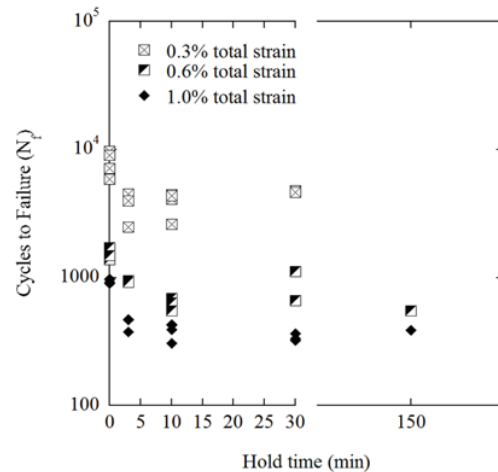 10^5
0.3% total strain
0.6% total strain
1.0% total strain
10^4
Cycles to Failure (N_f)
1000
100
0 5 10 15 20 25 30 150
Hold time (min)